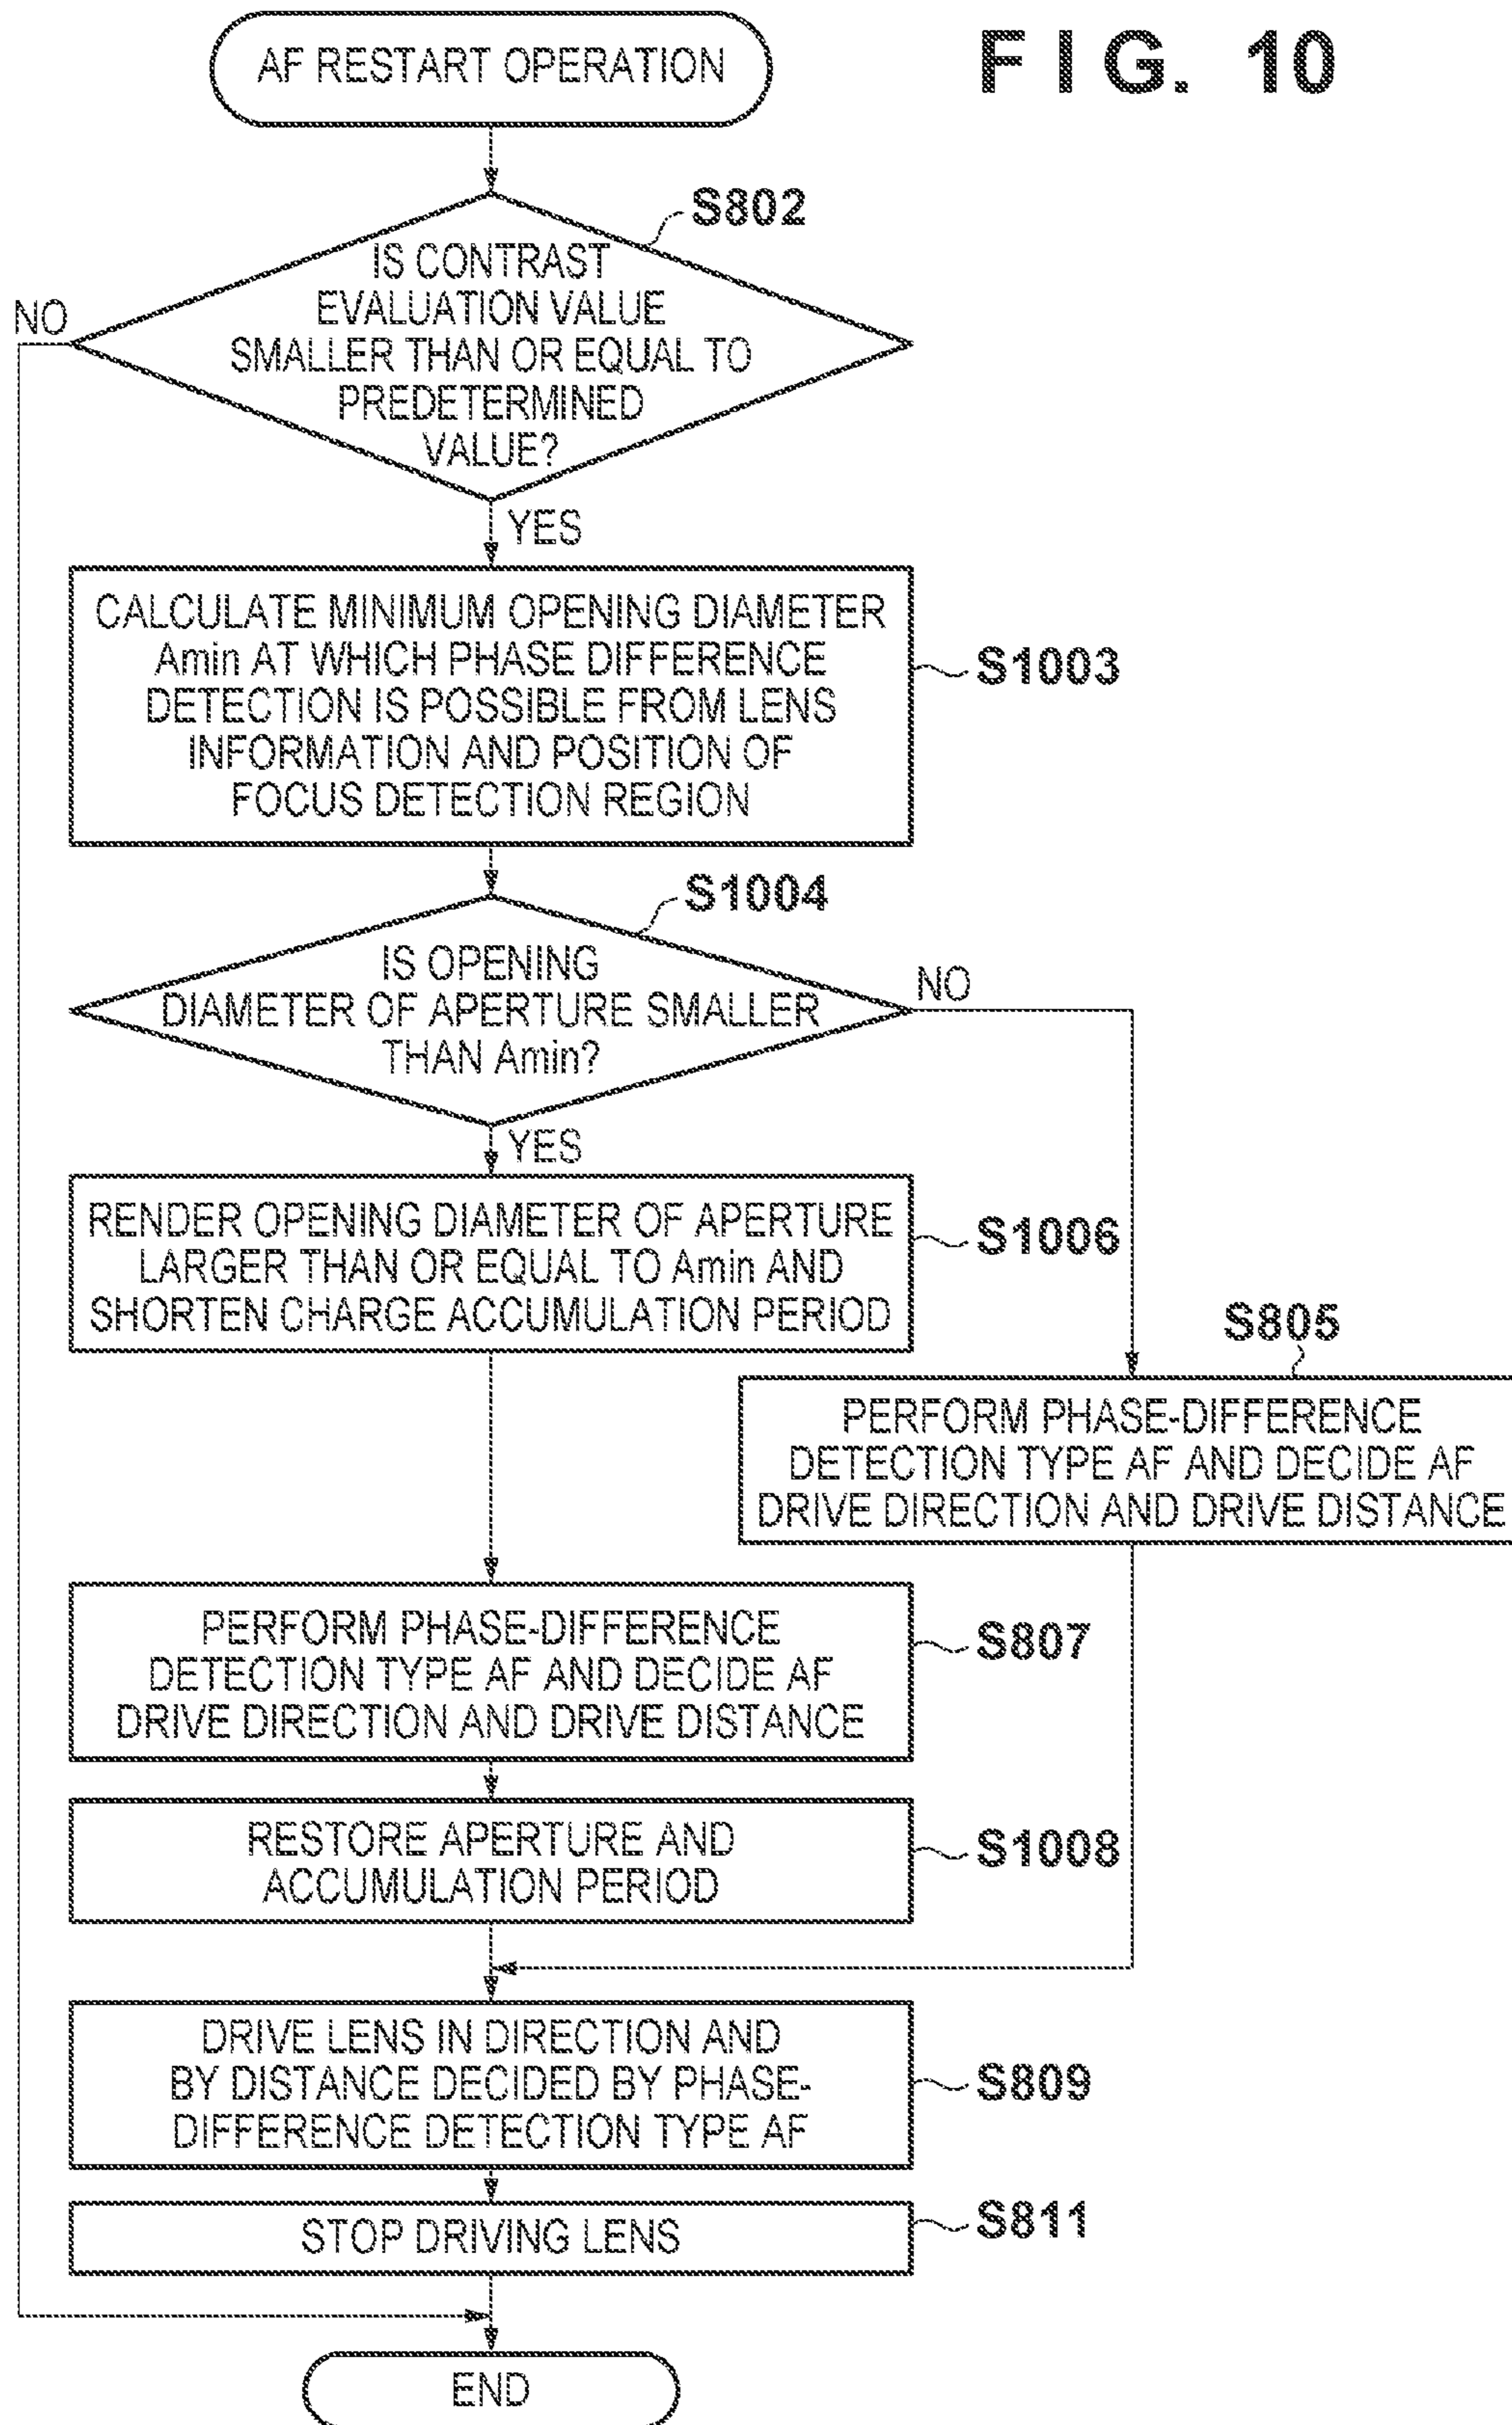 FIG. 10
AF RESTART OPERATION
S802
IS CONTRAST
EVALUATION VALUE
SMALLER THAN OR EQUAL TO
PREDETERMINED
VALUE?
NO
YES
CALCULATE MINIMUM OPENING DIAMETER
Amin AT WHICH PHASE DIFFERENCE
DETECTION IS POSSIBLE FROM LENS
INFORMATION AND POSITION OF
FOCUS DETECTION REGION
S1003
S1004
IS OPENING
DIAMETER OF APERTURE SMALLER
THAN Amin?
NO
YES
RENDER OPENING DIAMETER OF APERTURE
LARGER THAN OR EQUAL TO Amin AND
SHORTEN CHARGE ACCUMULATION PERIOD
S1006
S805
PERFORM PHASE-DIFFERENCE
DETECTION TYPE AF AND DECIDE AF
DRIVE DIRECTION AND DRIVE DISTANCE
PERFORM PHASE-DIFFERENCE
DETECTION TYPE AF AND DECIDE AF
DRIVE DIRECTION AND DRIVE DISTANCE
S807
RESTORE APERTURE AND
ACCUMULATION PERIOD
S1008
DRIVE LENS IN DIRECTION AND
BY DISTANCE DECIDED BY PHASE-
DIFFERENCE DETECTION TYPE AF
S809
STOP DRIVING LENS
S811
END